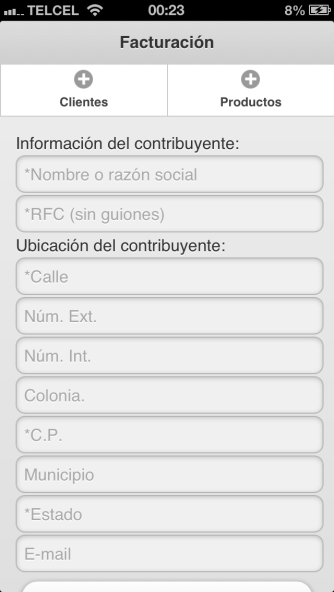 TELCEL 00:23 8%
Facturación
Clientes Productos
Información del contribuyente:
*Nombre o razón social
*RFC (sin guiones)
Ubicación del contribuyente:
*Calle
Núm. Ext.
Núm. Int.
Colonia.
*C.P.
Municipio
*Estado
E-mail